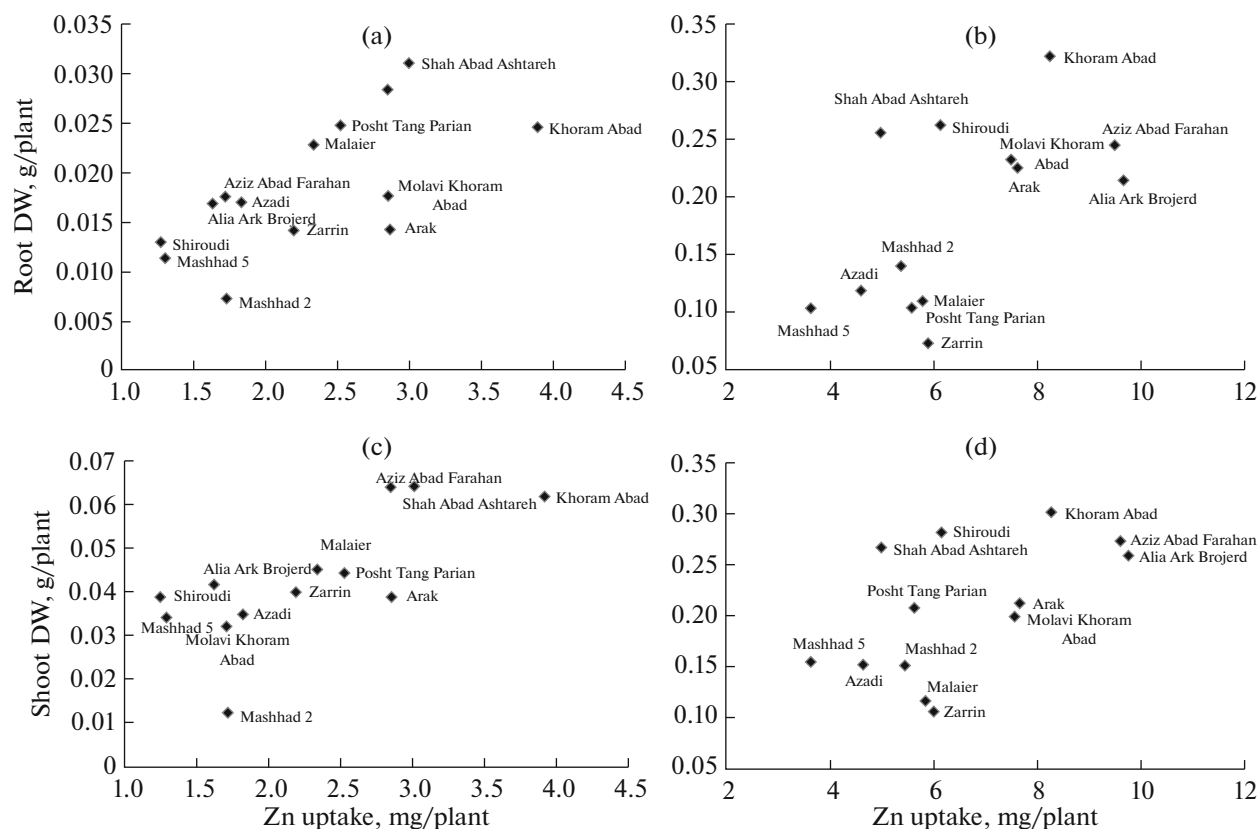 (a)
Root DW, g/plant
0.035
0.030
0.025
0.020
0.015
0.010
0.005
0
Shah Abad Ashtareh
Posht Tang Parian
Khoram Abad
Malaier
Aziz Abad Farahan
Azadi
Molavi Khoram
Abad
Alia Ark Brojerd
Zarrin
Arak
Shiroudi
Mashhad 5
Mashhad 2
1.0 1.5 2.0 2.5 3.0 3.5 4.0 4.5
(b)
0.35
0.30
0.25
0.20
0.15
0.10
0.05
Khoram Abad
Shah Abad Ashtareh
Shiroudi
Aziz Abad Farahan
Molavi Khoram
Abad
Arak
Alia Ark Brojerd
Mashhad 2
Azadi
Malaier
Posht Tang Parian
Mashhad 5
Zarrin
2 4 6 8 10 12
(c)
Shoot DW, g/plant
0.07
0.06
0.05
0.04
0.03
0.02
0.01
0
Aziz Abad Farahan
Shah Abad Ashtareh
Khoram Abad
Malaier
Alia Ark Brojerd
Posht Tang Parian
Shiroudi
Zarrin
Arak
Azadi
Mashhad 5
Molavi Khoram
Abad
Mashhad 2
1.0 1.5 2.0 2.5 3.0 3.5 4.0 4.5
Zn uptake, mg/plant
(d)
0.35
0.30
0.25
0.20
0.15
0.10
0.05
Khoram Abad
Shiroudi
Aziz Abad Farahan
Shah Abad Ashtareh
Alia Ark Brojerd
Posht Tang Parian
Arak
Molavi Khoram
Abad
Mashhad 5
Mashhad 2
Azadi
Malaier
Zarrin
2 4 6 8 10 12
Zn uptake, mg/plant